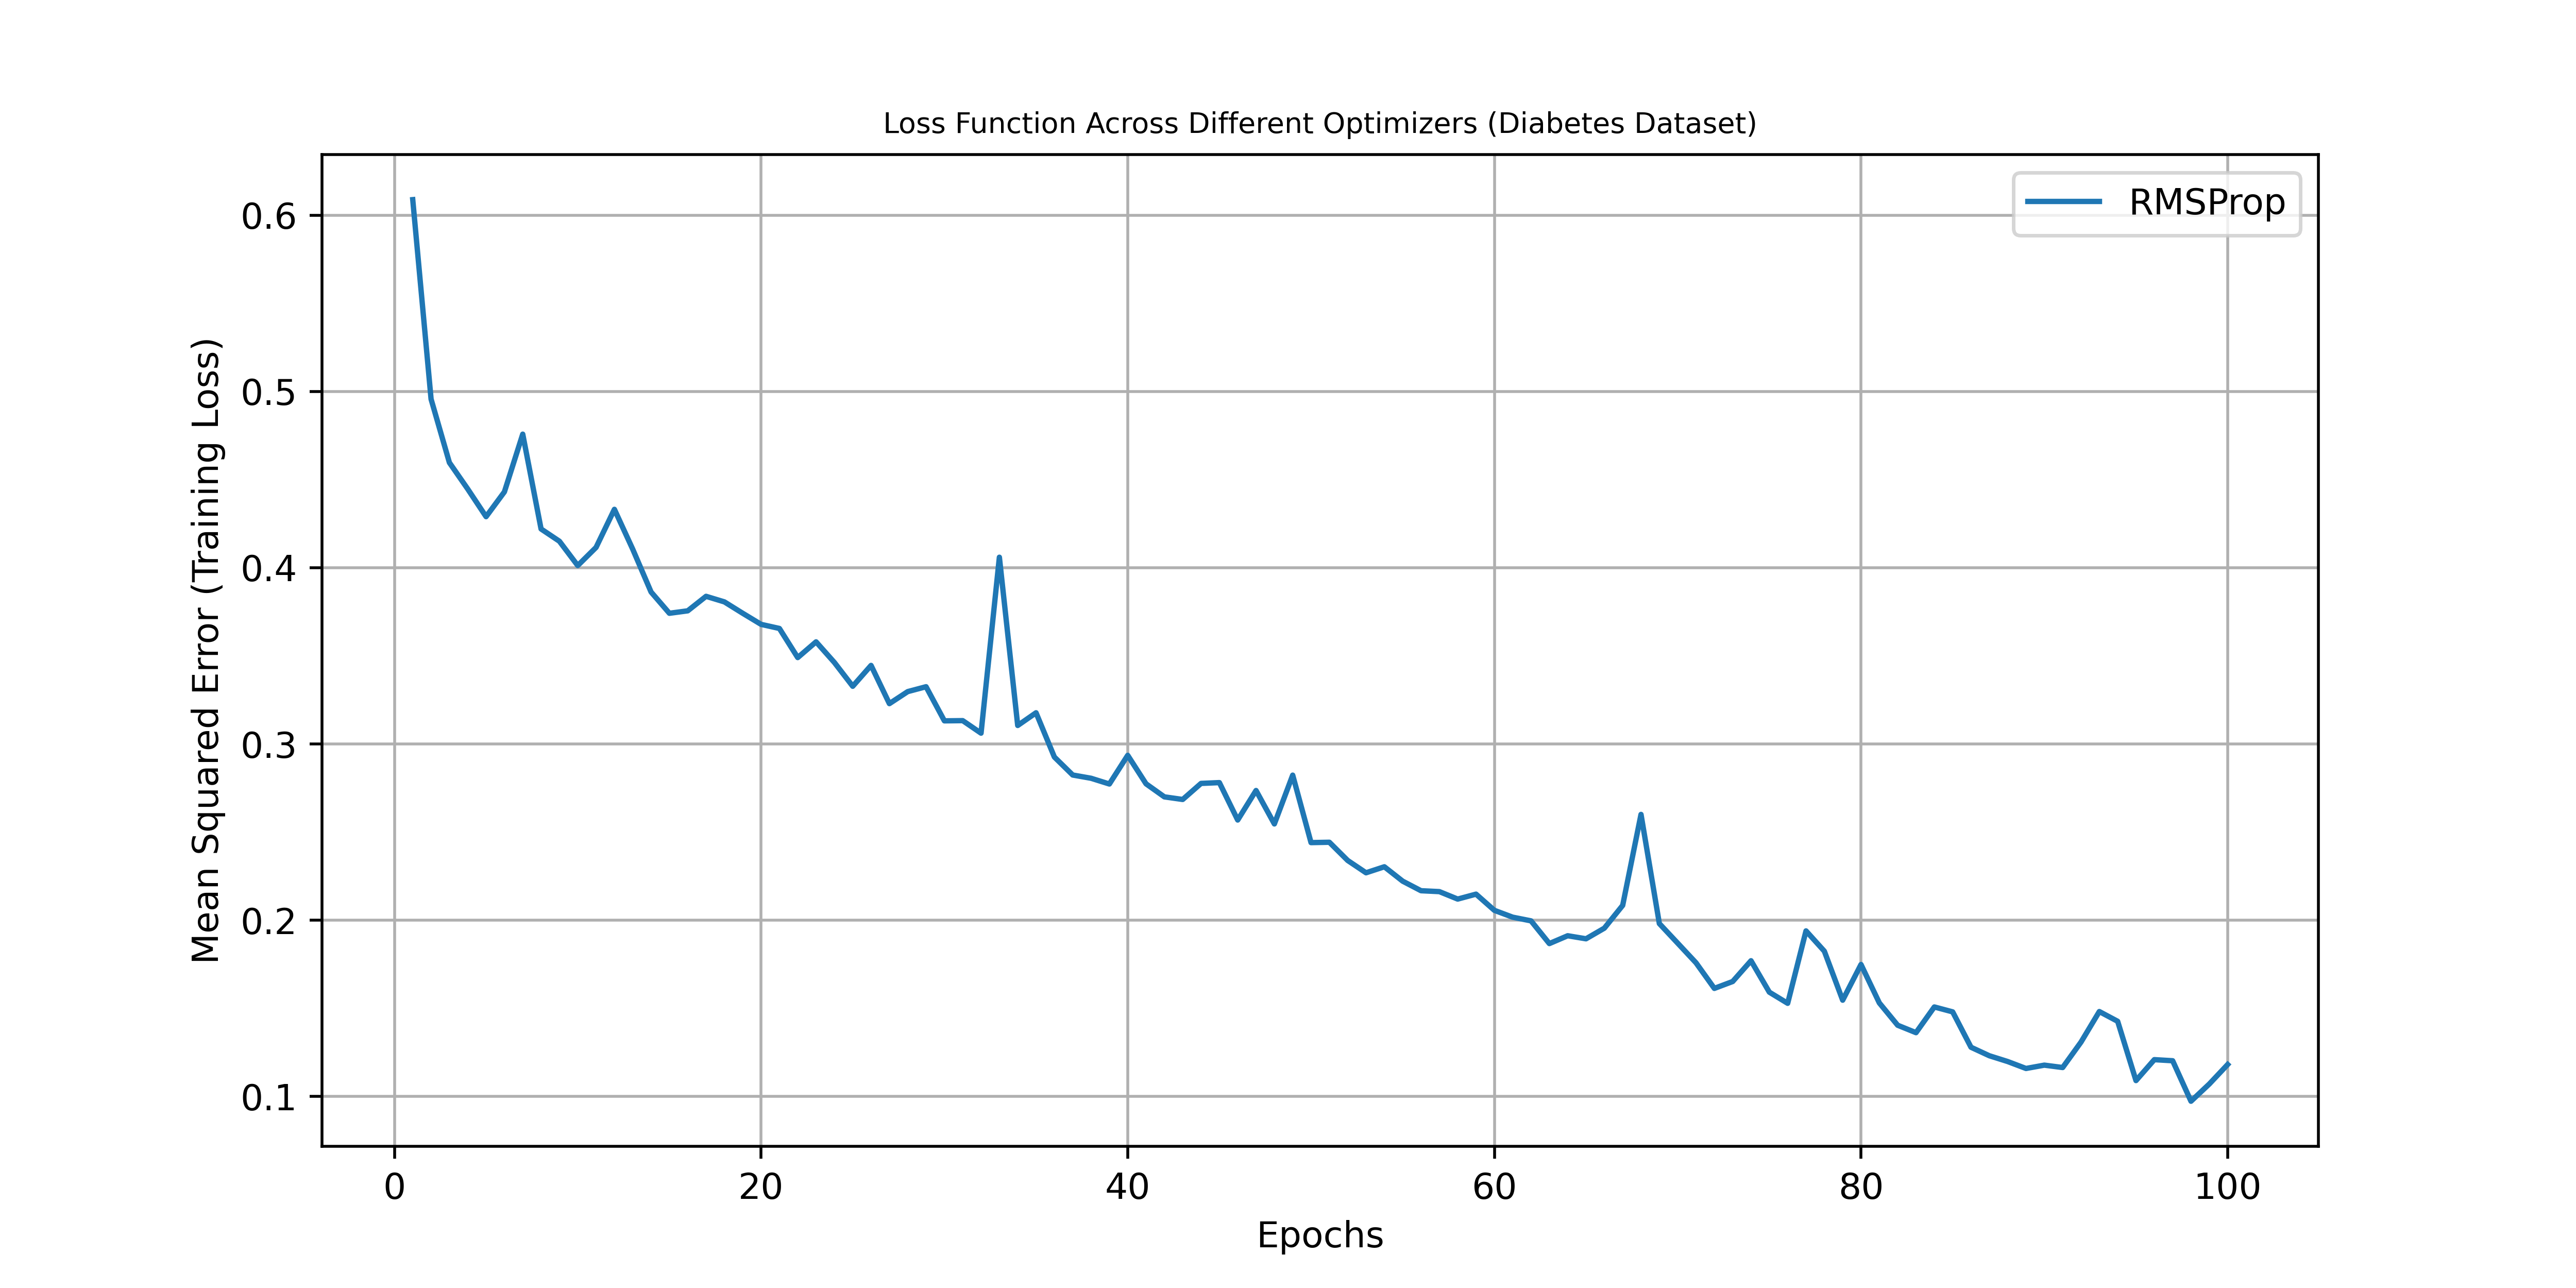 Loss Function Across Different Optimizers (Diabetes Dataset)
RMSProp
Mean Squared Error (Training Loss)
0.6
0.5
0.4
0.3
0.2
0.1
0 20 40 60 80 100
Epochs